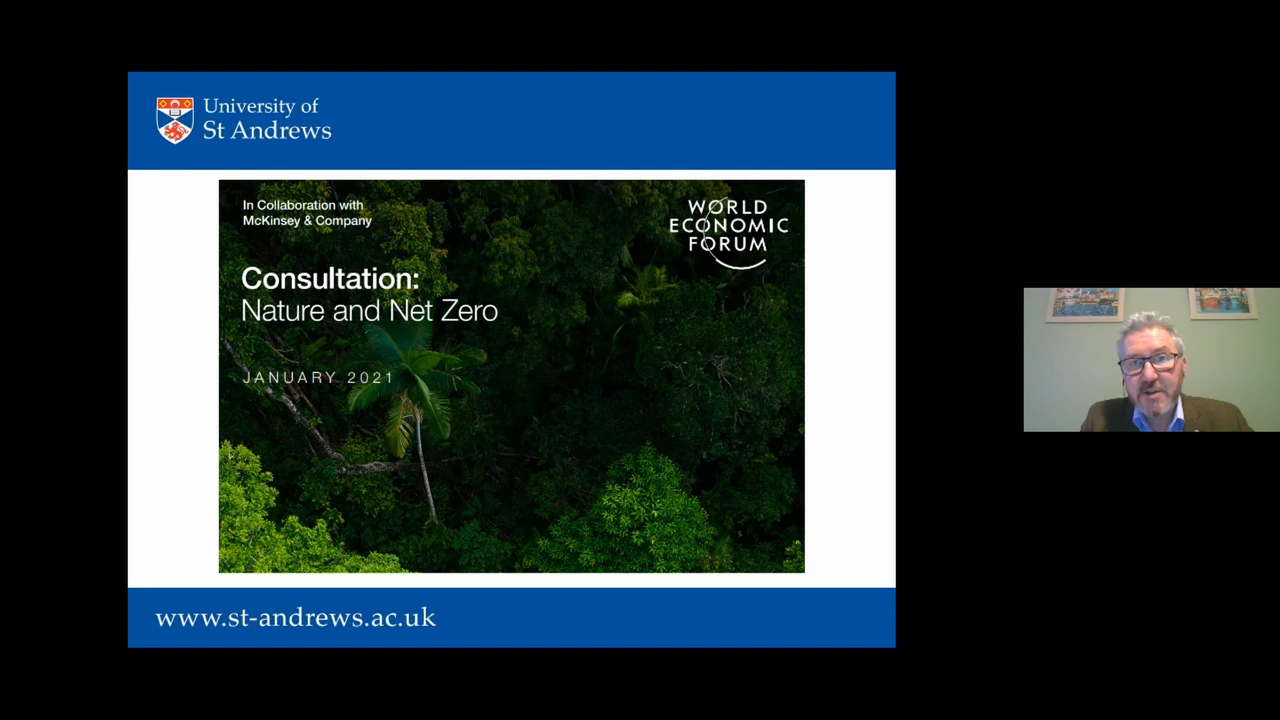 University of
St Andrews
In Collaboration with
McKinsey & Company
WORLD
ECONOMIC
FORUM
Consultation:
Nature and Net Zero
JANUARY 2021
www.st-andrews.ac.uk